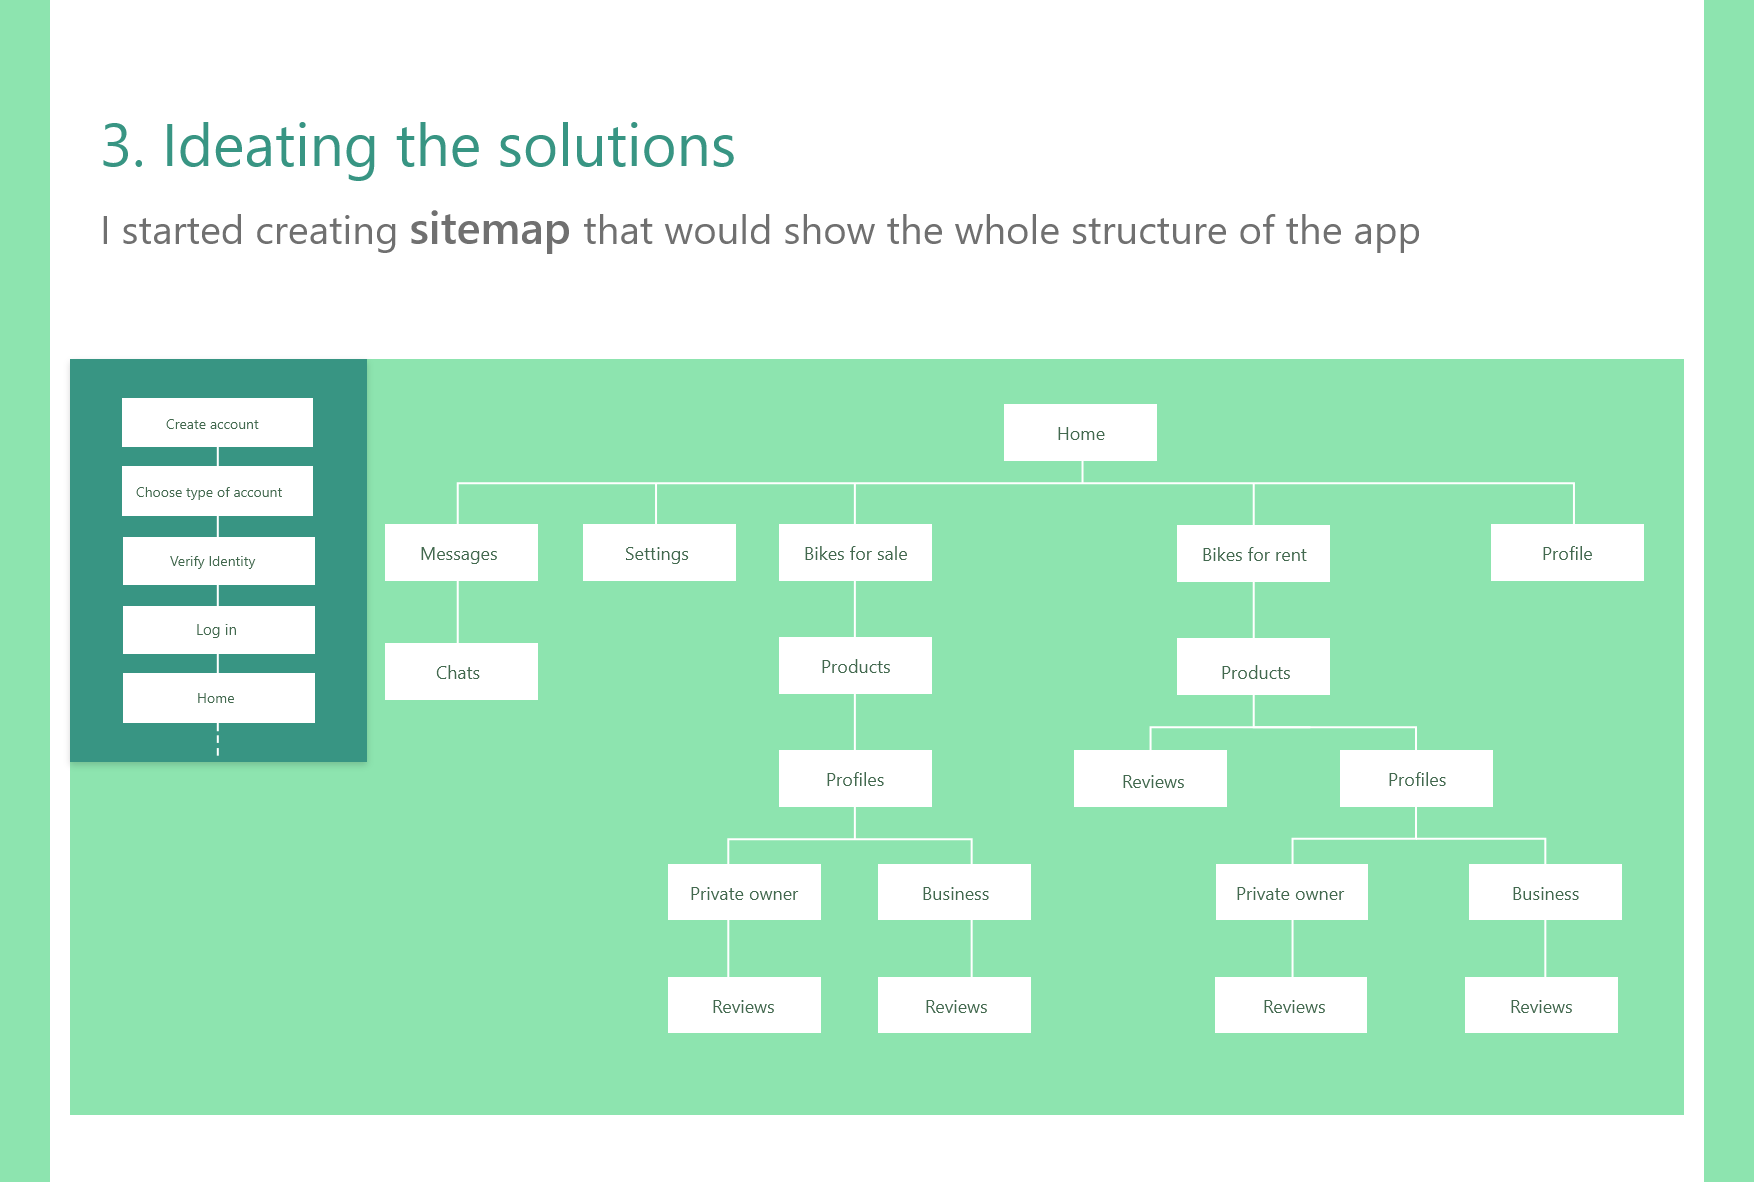 3. Ideating the solutions
I started creating sitemap that would show the whole structure of the app
Create account
Choose type of account
Verify Identity
Log in
Home
Home
Messages
Settings
Bikes for sale
Bikes for rent
Profile
Chats
Products
Products
Profiles
Reviews
Profiles
Private owner
Business
Private owner
Business
Reviews
Reviews
Reviews
Reviews